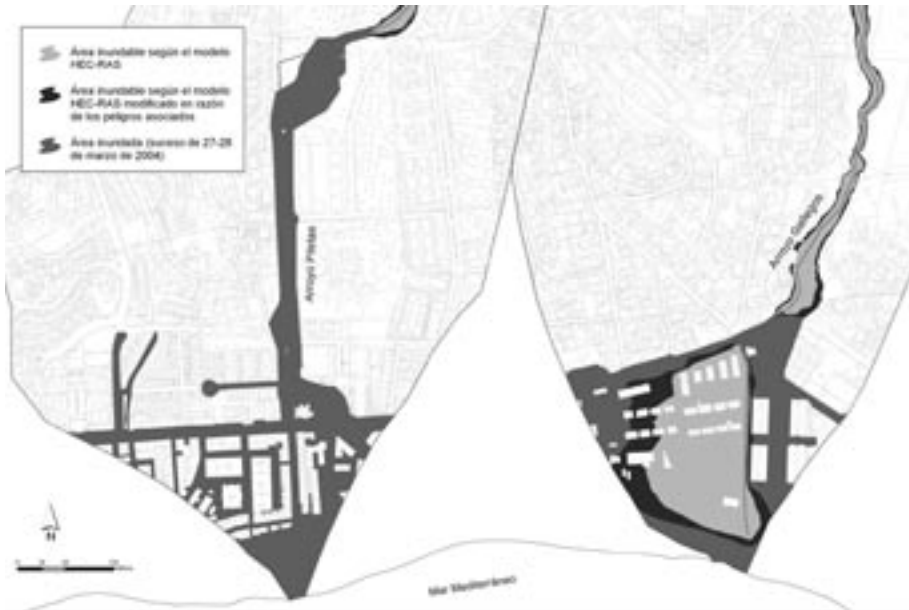 Área inundable según el modelo
HEC-RAS
Área inundable según el modelo
HEC-RAS modificado en razón
de los peligros asociados
Área inundada (suceso de 27-28
de marzo de 2004)
Arroyo Piletas
Arroyo Gallegos
N
Mar Mediterráneo